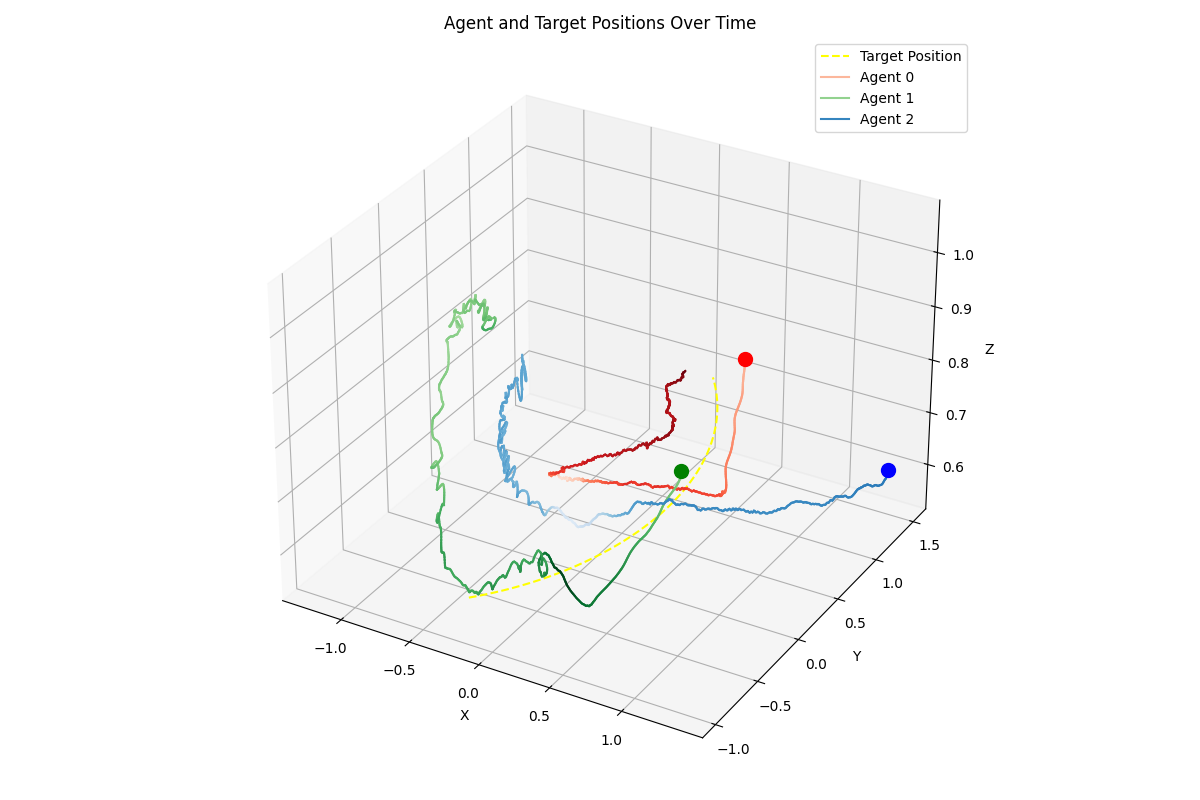 Agent and Target Positions Over Time
Target Position
Agent 0
Agent 1
Agent 2
1.0
0.9
0.8
0.7
0.6
Z
1.5
1.0
0.5
0.0
−0.5
−1.0
Y
−1.0
−0.5
0.0
0.5
1.0
X